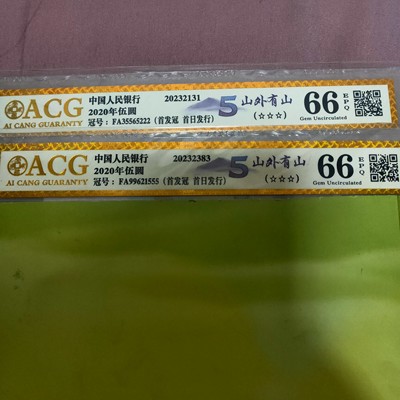 ACG
AI CANG GUARANTY
中国人民银行 20232131
2020年伍圆
冠号：FA35565222（首发冠 首日发行）
5 山外有山
（☆☆☆）
66 EPQ
Gem Uncirculated
ACG
AI CANG GUARANTY
中国人民银行 20232383
2020年伍圆
冠号：FA99621555（首发冠 首日发行）
5 山外有山
（☆☆☆）
66 EPQ
Gem Uncirculated